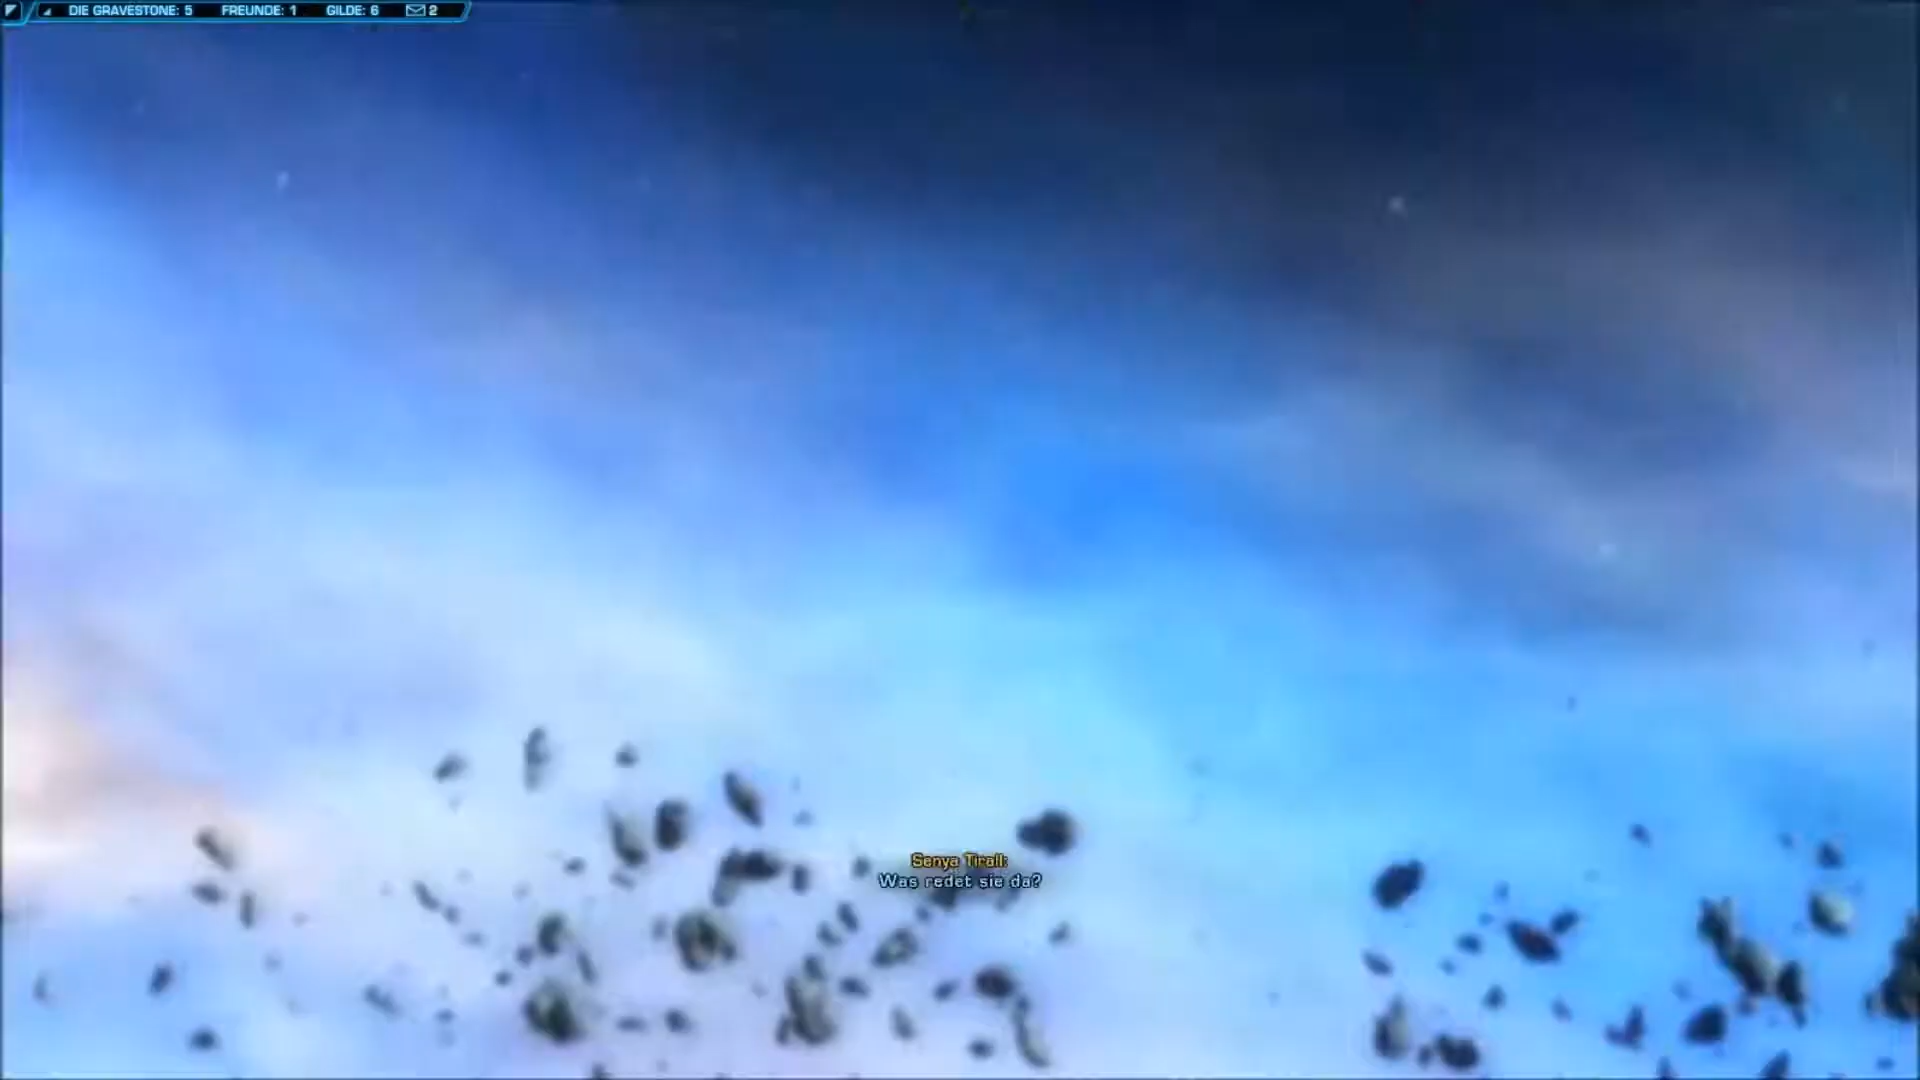 DIE GRAVESTONE: 5 FREUNDE: 1 GILDE: 6 2
Senya Tirall:
Was redet sie da?